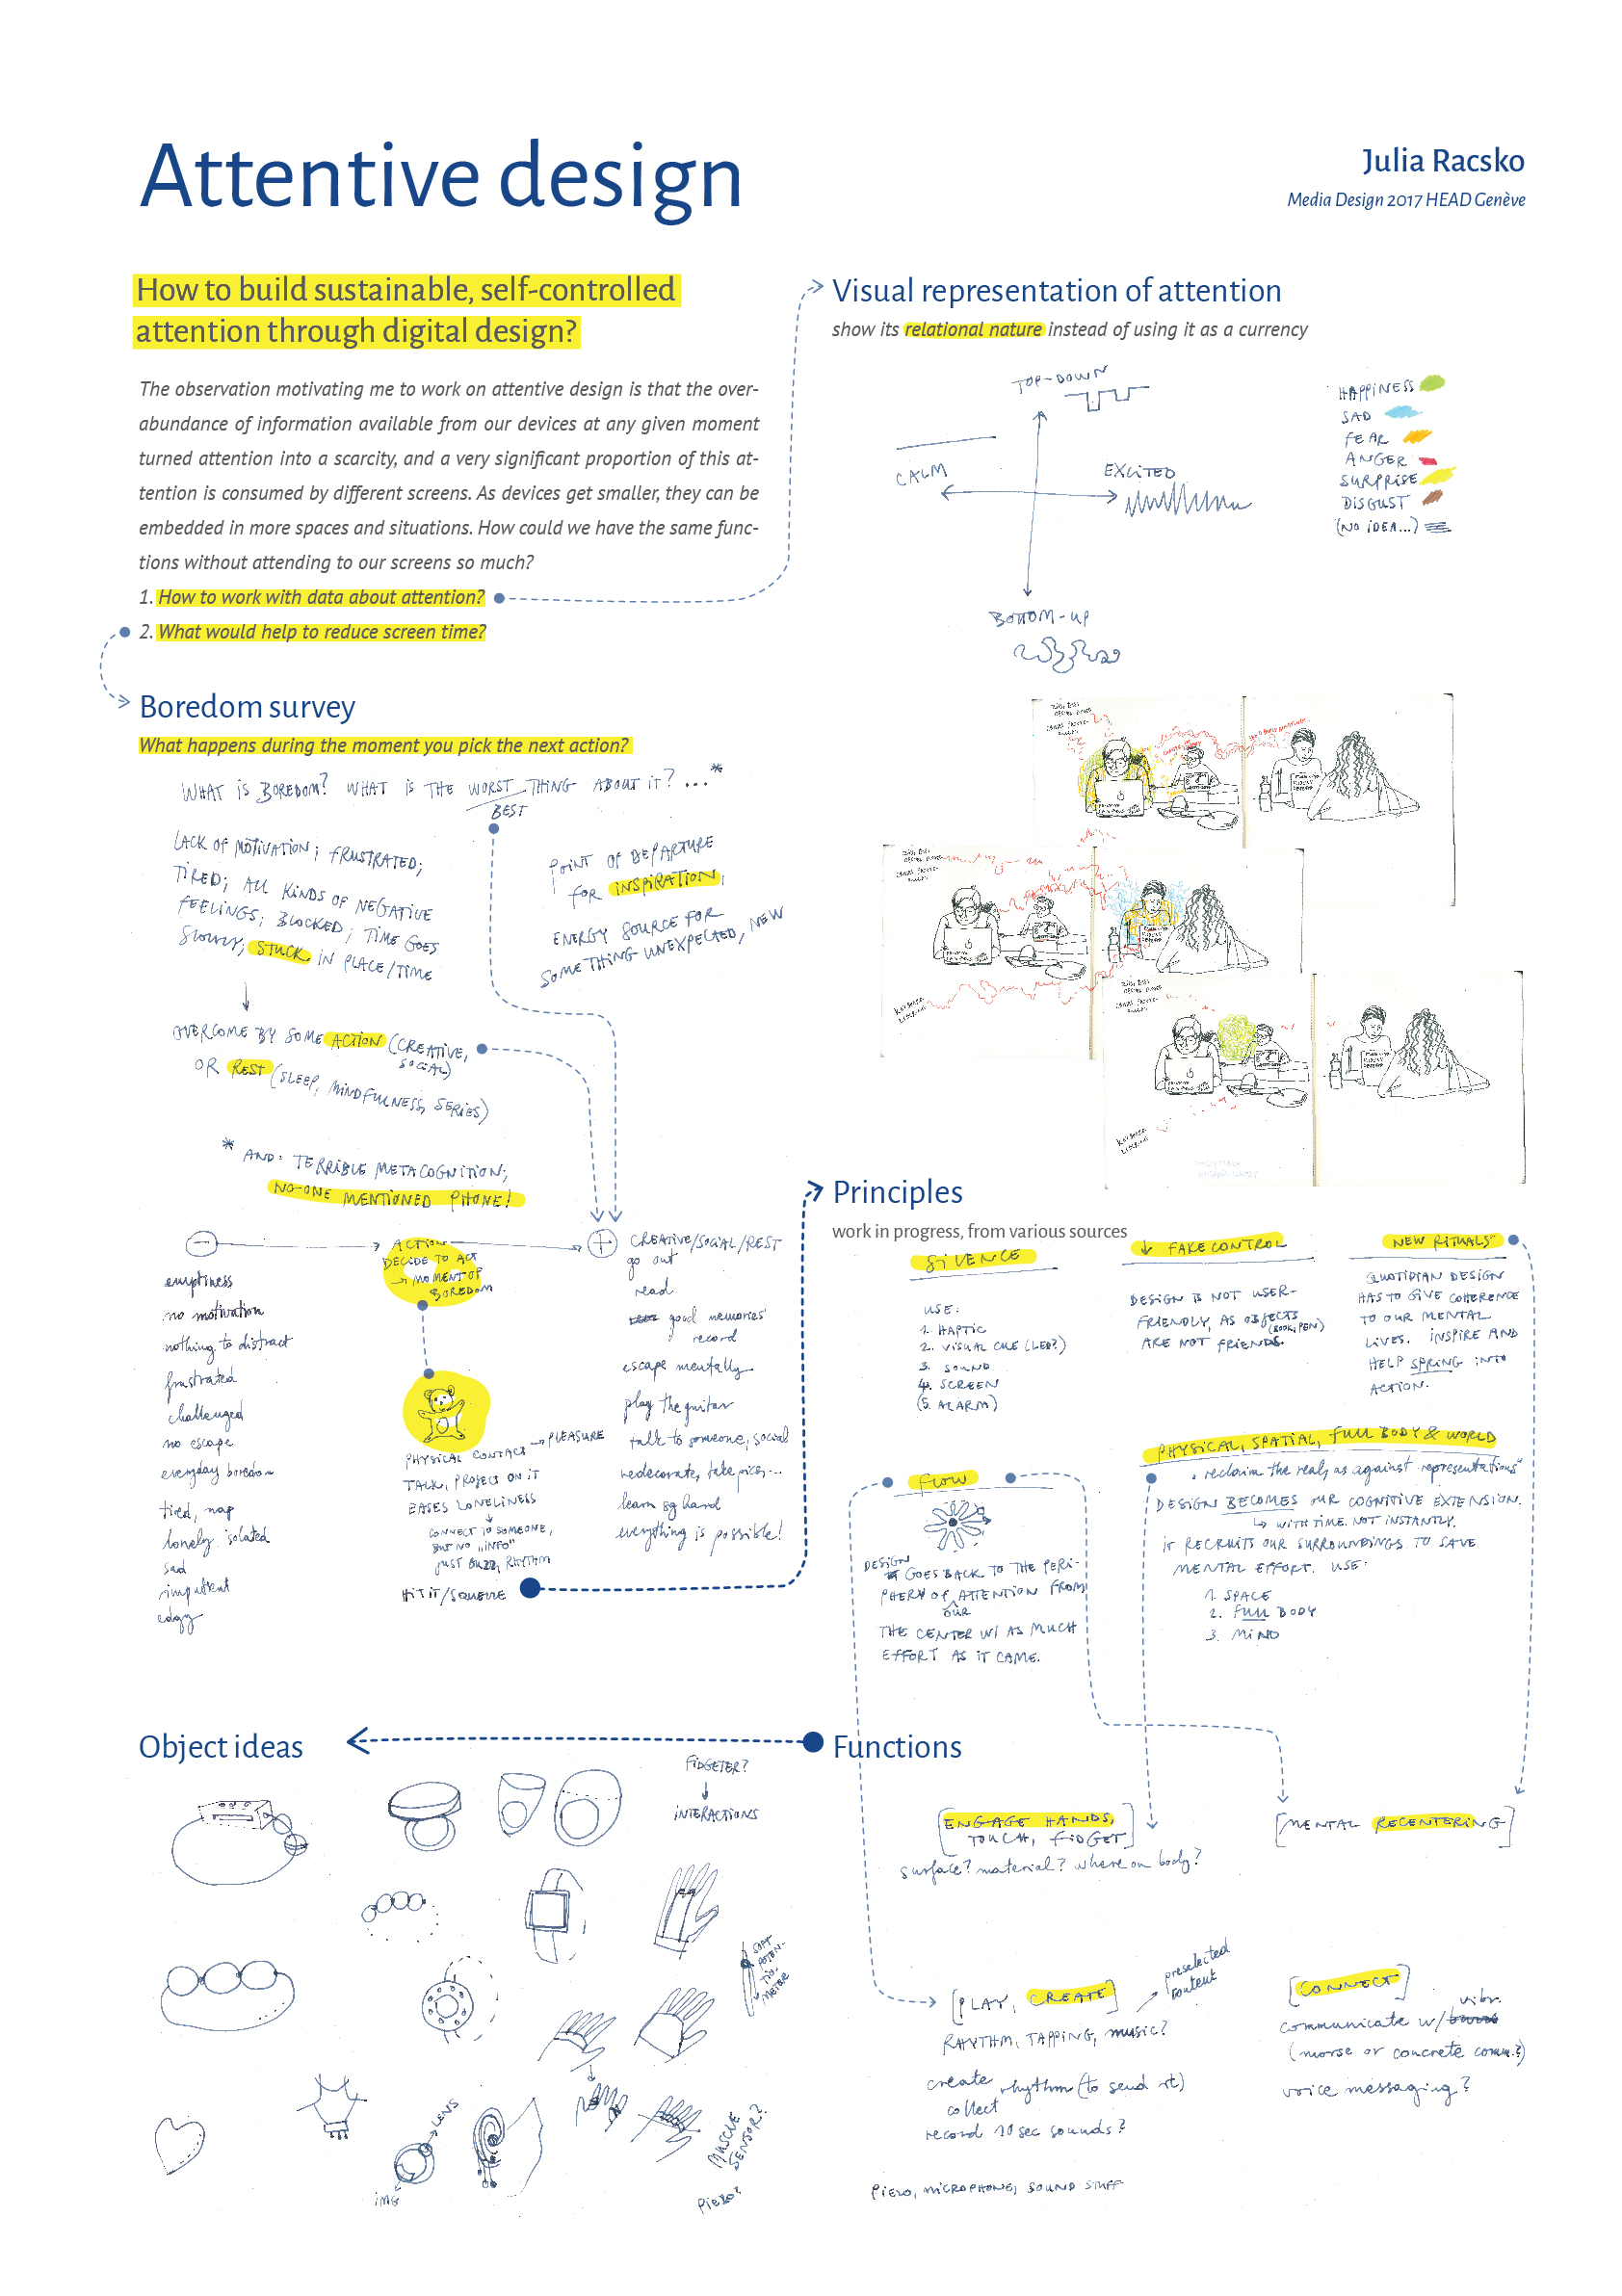 Attentive design
Julia Racsko
Media Design 2017 HEAD Genève
How to build sustainable, self-controlled
attention through digital design?
The observation motivating me to work on attentive design is that the over-
abundance of information available from our devices at any given moment
turned attention into a scarcity, and a very significant proportion of this at-
tention is consumed by different screens. As devices get smaller, they can be
embedded in more spaces and situations. How could we have the same func-
tions without attending to our screens so much?
1. How to work with data about attention?
2. What would help to reduce screen time?
Visual representation of attention
show its relational nature instead of using it as a currency
TOP-DOWN
CALM
EXCITED
BOTTOM-UP
HAPPINESS
SAD
FEAR
ANGER
SURPRISE
DISGUST
(NO IDEA...)
Boredom survey
What happens during the moment you pick the next action?
WHAT IS BOREDOM? WHAT IS THE WORST THING ABOUT IT? ...*
BEST
LACK OF MOTIVATION; FRUSTRATED;
TIRED; ALL KINDS OF NEGATIVE
FEELINGS; BLOCKED; TIME GOES
SLOWLY, STUCK IN PLACE/TIME
POINT OF DEPARTURE
FOR INSPIRATION,
ENERGY SOURCE FOR
SOMETHING UNEXPECTED, NEW
OVERCOME BY SOME ACTION (CREATIVE,
SOCIAL)
OR REST (SLEEP, MINDFULNESS, SERIES)
* AND: TERRIBLE METACOGNITION;
NO-ONE MENTIONED PHONE!
ACTION
DECIDE TO ACT
→ MOMENT OF
BOREDOM
emptiness
no motivation
nothing to distract
frustrated
challenged
no escape
everyday boredom
tired, nap
lonely, isolated
sad
impatient
edgy
PHYSICAL CONTACT → PLEASURE
TALK, PROJECT ON IT
EASES LONELINESS
CONNECT TO SOMEONE,
BUT NO "INFO"
JUST BUZZ, RHYTHM
HIT IT/SQUEEZE
CREATIVE/SOCIAL/REST
go out
read
good memories
record
escape mentally
play the guitar
talk to someone, social
redecorate, take pics,...
learn sg hard
everything is possible!
Principles
work in progress, from various sources
SILENCE
USE:
1. HAPTIC
2. VISUAL CUE (LED?)
3. SOUND
4. SCREEN
(5. ALARM)
↓ FAKE CONTROL
DESIGN IS NOT USER-
FRIENDLY, AS OBJECTS
(BOOK, PEN)
ARE NOT FRIENDS.
NEW RITUALS
QUOTIDIAN DESIGN
HAS TO GIVE COHERENCE
TO OUR MENTAL
LIVES. INSPIRE AND
HELP SPRING INTO
ACTION.
FLOW
DESIGN
GOES BACK TO THE PERI-
PHERY OF ATTENTION FROM
OUR
THE CENTER W/ AS MUCH
EFFORT AS IT CAME.
PHYSICAL, SPATIAL, FULL BODY & WORLD
"reclaim the real, as against representations"
DESIGN BECOMES OUR COGNITIVE EXTENSION.
↳ WITH TIME. NOT INSTANTLY.
IT RECRUITS OUR SURROUNDINGS TO SAVE
MENTAL EFFORT. USE:
1. SPACE
2. FULL BODY
3. MIND
Object ideas
FIDGETER?
↓
INTERACTIONS
SOFT
POTEN-
TIO-
METER
LENS
IMG
MUSCLE
SENSOR?
Piezo?
Functions
[ENGAGE HANDS,
TOUCH, FIDGET]
surface? material? where on body?
[MENTAL RECENTERING]
[PLAY, CREATE]
preselected
content
RHYTHM, TAPPING, music?
create rhythm (to send it)
collect
record 10 sec sounds?
[CONNECT]
vibr.
communicate w/
(morse or concrete comm.?)
voice messaging?
PIEZO, MICROPHONE, SOUND STUFF